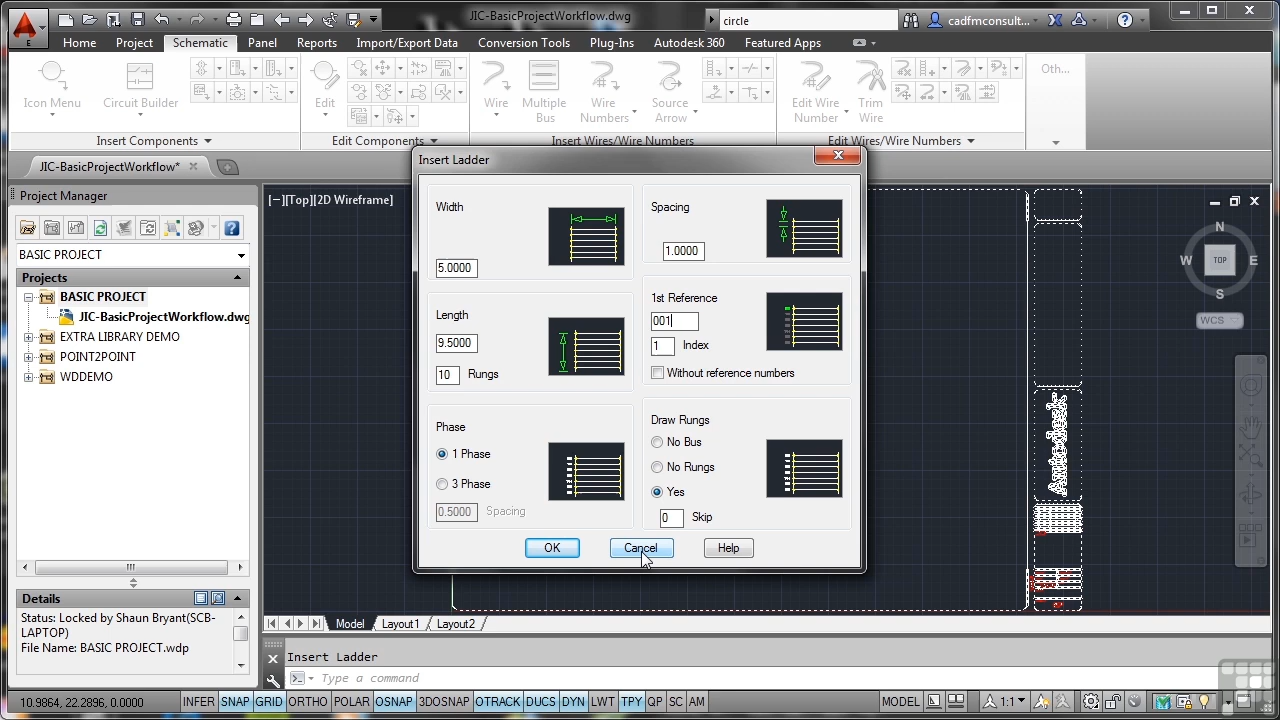 JIC-BasicProjectWorkflow.dwg
circle
cadfmconsult...
E
Home Project Schematic Panel Reports Import/Export Data Conversion Tools Plug-Ins Autodesk 360 Featured Apps
Icon Menu
Circuit Builder
Edit
Wire
Multiple Bus
Wire Numbers
Source Arrow
Edit Wire Number
Trim Wire
Oth...
Insert Components
Edit Components
Insert Wires/Wire Numbers
Edit Wires/Wire Numbers
JIC-BasicProjectWorkflow*
Project Manager
BASIC PROJECT
Projects
BASIC PROJECT
JIC-BasicProjectWorkflow.dwg
EXTRA LIBRARY DEMO
POINT2POINT
WDDEMO
Details
Status: Locked by Shaun Bryant(SCB-
LAPTOP)
File Name: BASIC PROJECT.wdp
[−][Top][2D Wireframe]
Insert Ladder
Width
5.0000
Spacing
1.0000
Length
9.5000
10 Rungs
1st Reference
001
1 Index
Without reference numbers
Phase
1 Phase
3 Phase
0.5000 Spacing
Draw Rungs
No Bus
No Rungs
Yes
0 Skip
OK Cancel Help
N
W TOP E
S
WCS
Autodesk
Model Layout1 Layout2
Insert Ladder
Type a command
10.9864, 22.2896, 0.0000 INFER SNAP GRID ORTHO POLAR OSNAP 3DOSNAP OTRACK DUCS DYN LWT TPY QP SC AM MODEL 1:1